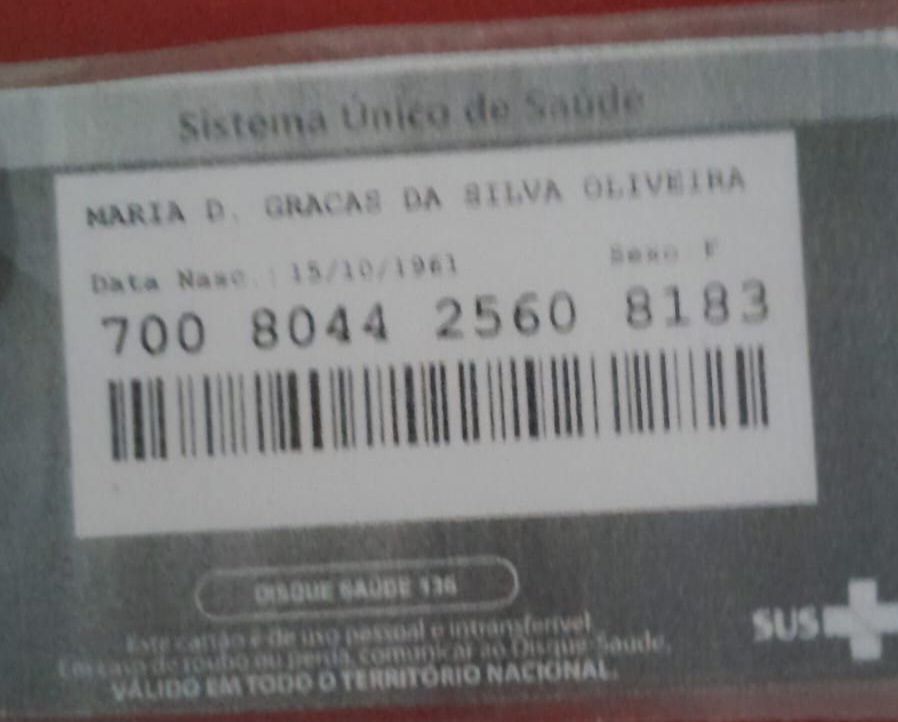 Sistema Único de Saúde
MARIA D. GRACAS DA SILVA OLIVEIRA
Data Nasc.: 15/10/1961 Sexo F
700 8044 2560 8183
DISQUE SAÚDE 136
Este cartão é de uso pessoal e intransferível.
Em caso de roubo ou perda, comunicar ao Disque Saúde.
VÁLIDO EM TODO O TERRITÓRIO NACIONAL.
SUS